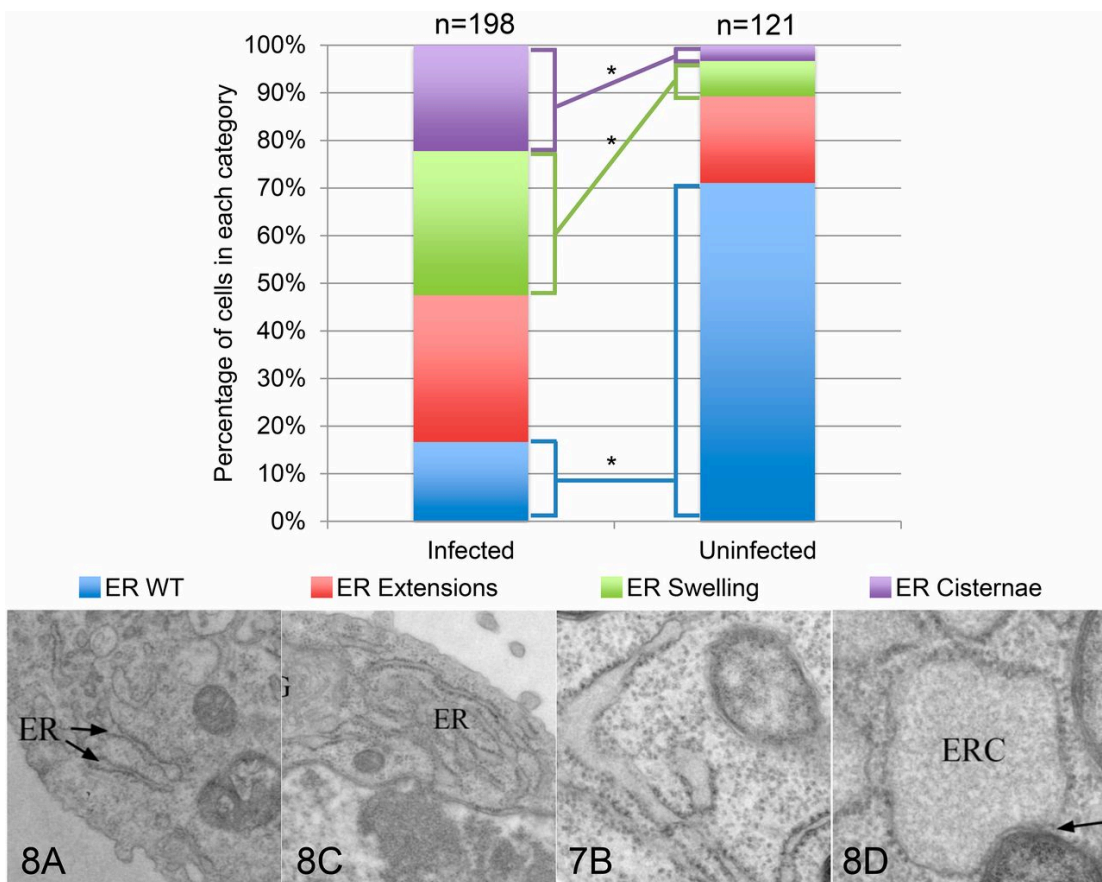 n=198
n=121
Percentage of cells in each category
100%
90%
80%
70%
60%
50%
40%
30%
20%
10%
0%
*
*
*
Infected
Uninfected
ER WT
ER Extensions
ER Swelling
ER Cisternae
ER
8A
G
ER
8C
7B
ERC
8D